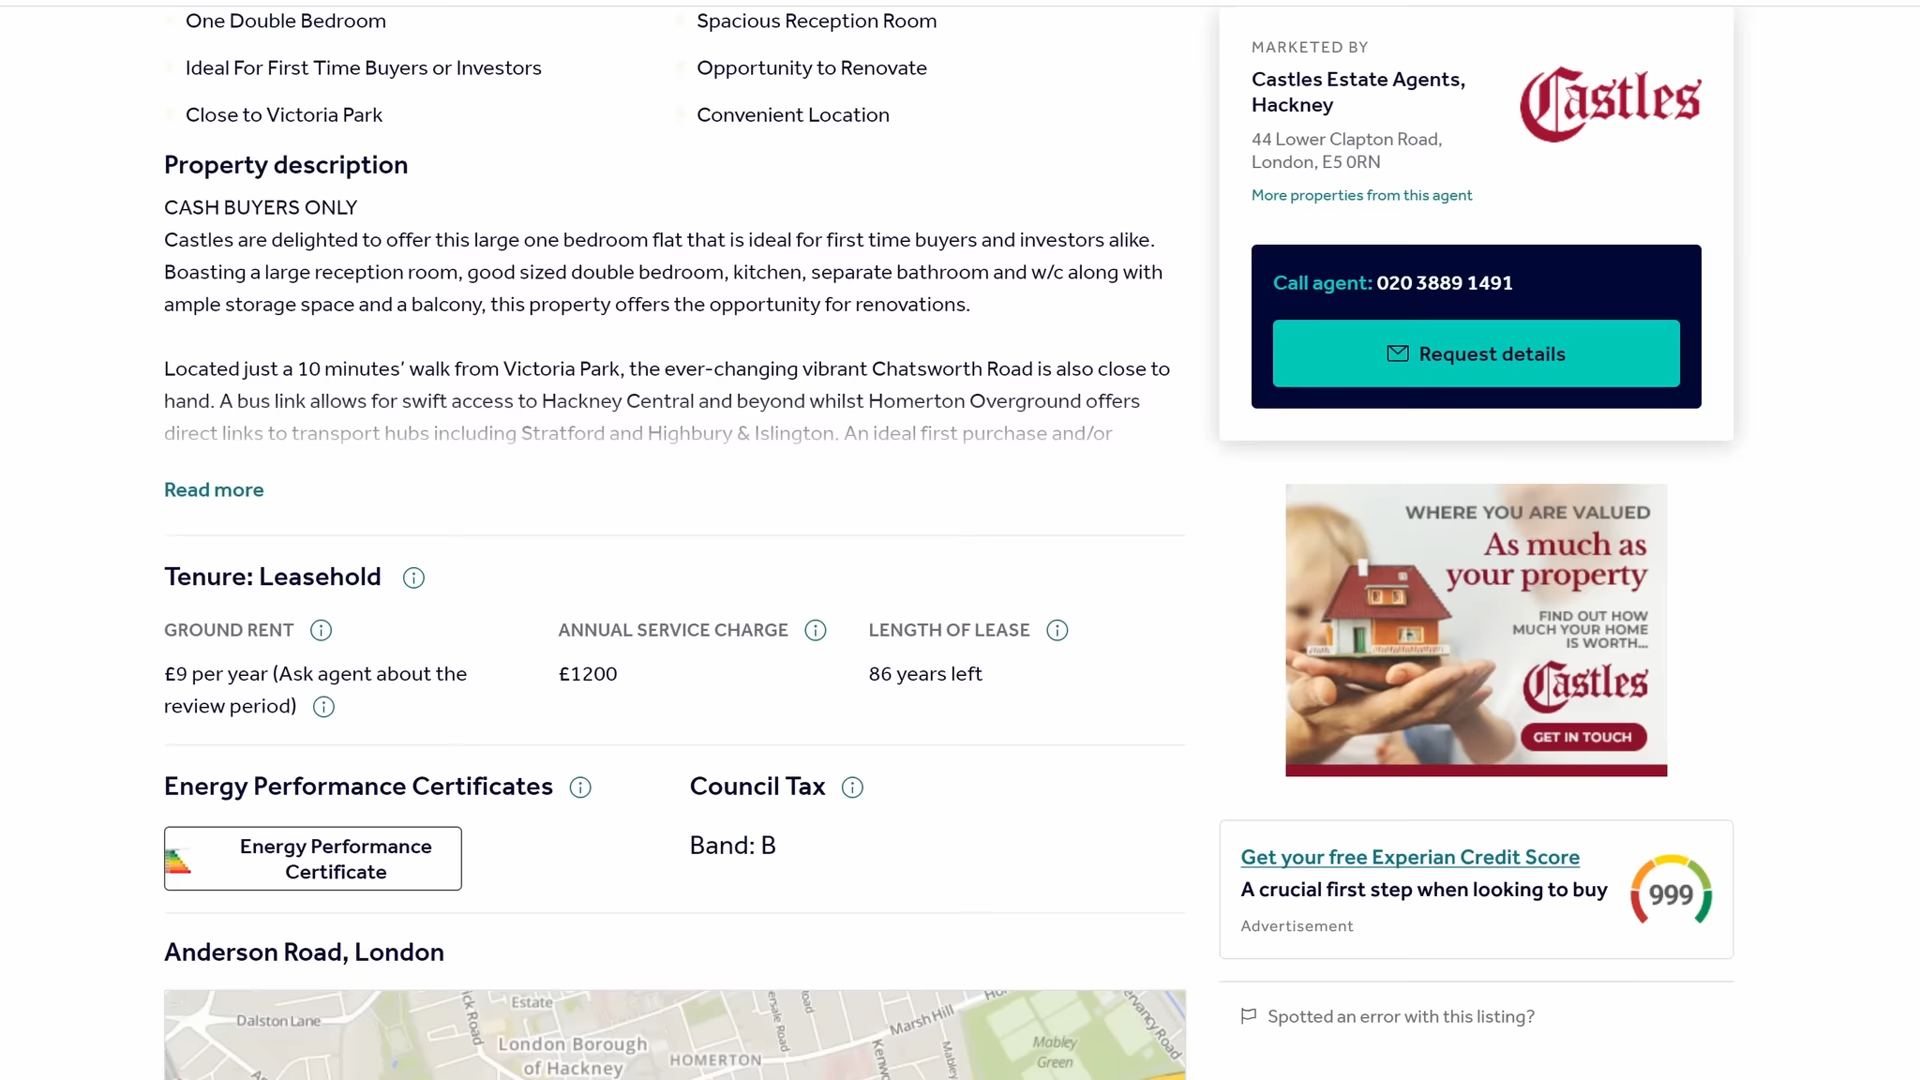 One Double Bedroom
Spacious Reception Room
Ideal For First Time Buyers or Investors
Opportunity to Renovate
Close to Victoria Park
Convenient Location
Property description
CASH BUYERS ONLY
Castles are delighted to offer this large one bedroom flat that is ideal for first time buyers and investors alike.
Boasting a large reception room, good sized double bedroom, kitchen, separate bathroom and w/c along with
ample storage space and a balcony, this property offers the opportunity for renovations.
Located just a 10 minutes’ walk from Victoria Park, the ever-changing vibrant Chatsworth Road is also close to
hand. A bus link allows for swift access to Hackney Central and beyond whilst Homerton Overground offers
direct links to transport hubs including Stratford and Highbury & Islington. An ideal first purchase and/or
Read more
Tenure: Leasehold
GROUND RENT
£9 per year (Ask agent about the
review period)
ANNUAL SERVICE CHARGE
£1200
LENGTH OF LEASE
86 years left
Energy Performance Certificates
Energy Performance
Certificate
Council Tax
Band: B
Anderson Road, London
Dalston Lane
Estate
London Borough
of Hackney
HOMERTON
Marsh Hill
Mabley
Green
MARKETED BY
Castles Estate Agents,
Hackney
Castles
44 Lower Clapton Road,
London, E5 0RN
More properties from this agent
Call agent: 020 3889 1491
Request details
WHERE YOU ARE VALUED
As much as
your property
FIND OUT HOW
MUCH YOUR HOME
IS WORTH...
Castles
GET IN TOUCH
Get your free Experian Credit Score
A crucial first step when looking to buy
999
Advertisement
Spotted an error with this listing?